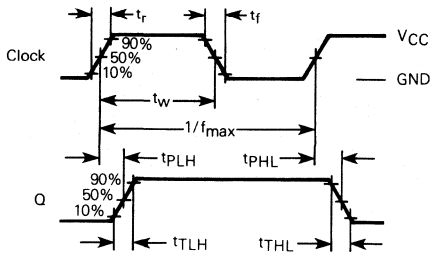 tr
tf
90%
VCC
Clock
50%
10%
GND
tw
1/fmax
tPLH
tPHL
90%
Q
50%
10%
tTLH
tTHL